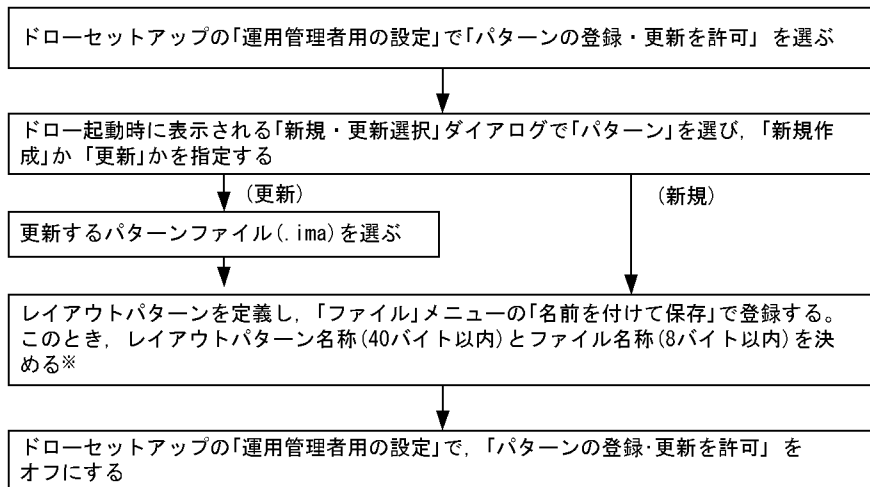 ドローセットアップの｢運用管理者用の設定｣で｢パターンの登録・更新を許可」を選ぶ
ドロー起動時に表示される｢新規・更新選択｣ダイアログで｢パターン｣を選び，｢新規作
成｣か「更新｣かを指定する
(更新)
(新規)
更新するパターンファイル(.ima)を選ぶ
レイアウトパターンを定義し，｢ファイル｣メニューの｢名前を付けて保存｣で登録する。
このとき，レイアウトパターン名称(40バイト以内)とファイル名称(8バイト以内)を決
める※
ドローセットアップの｢運用管理者用の設定｣で，｢パターンの登録･更新を許可」を
オフにする